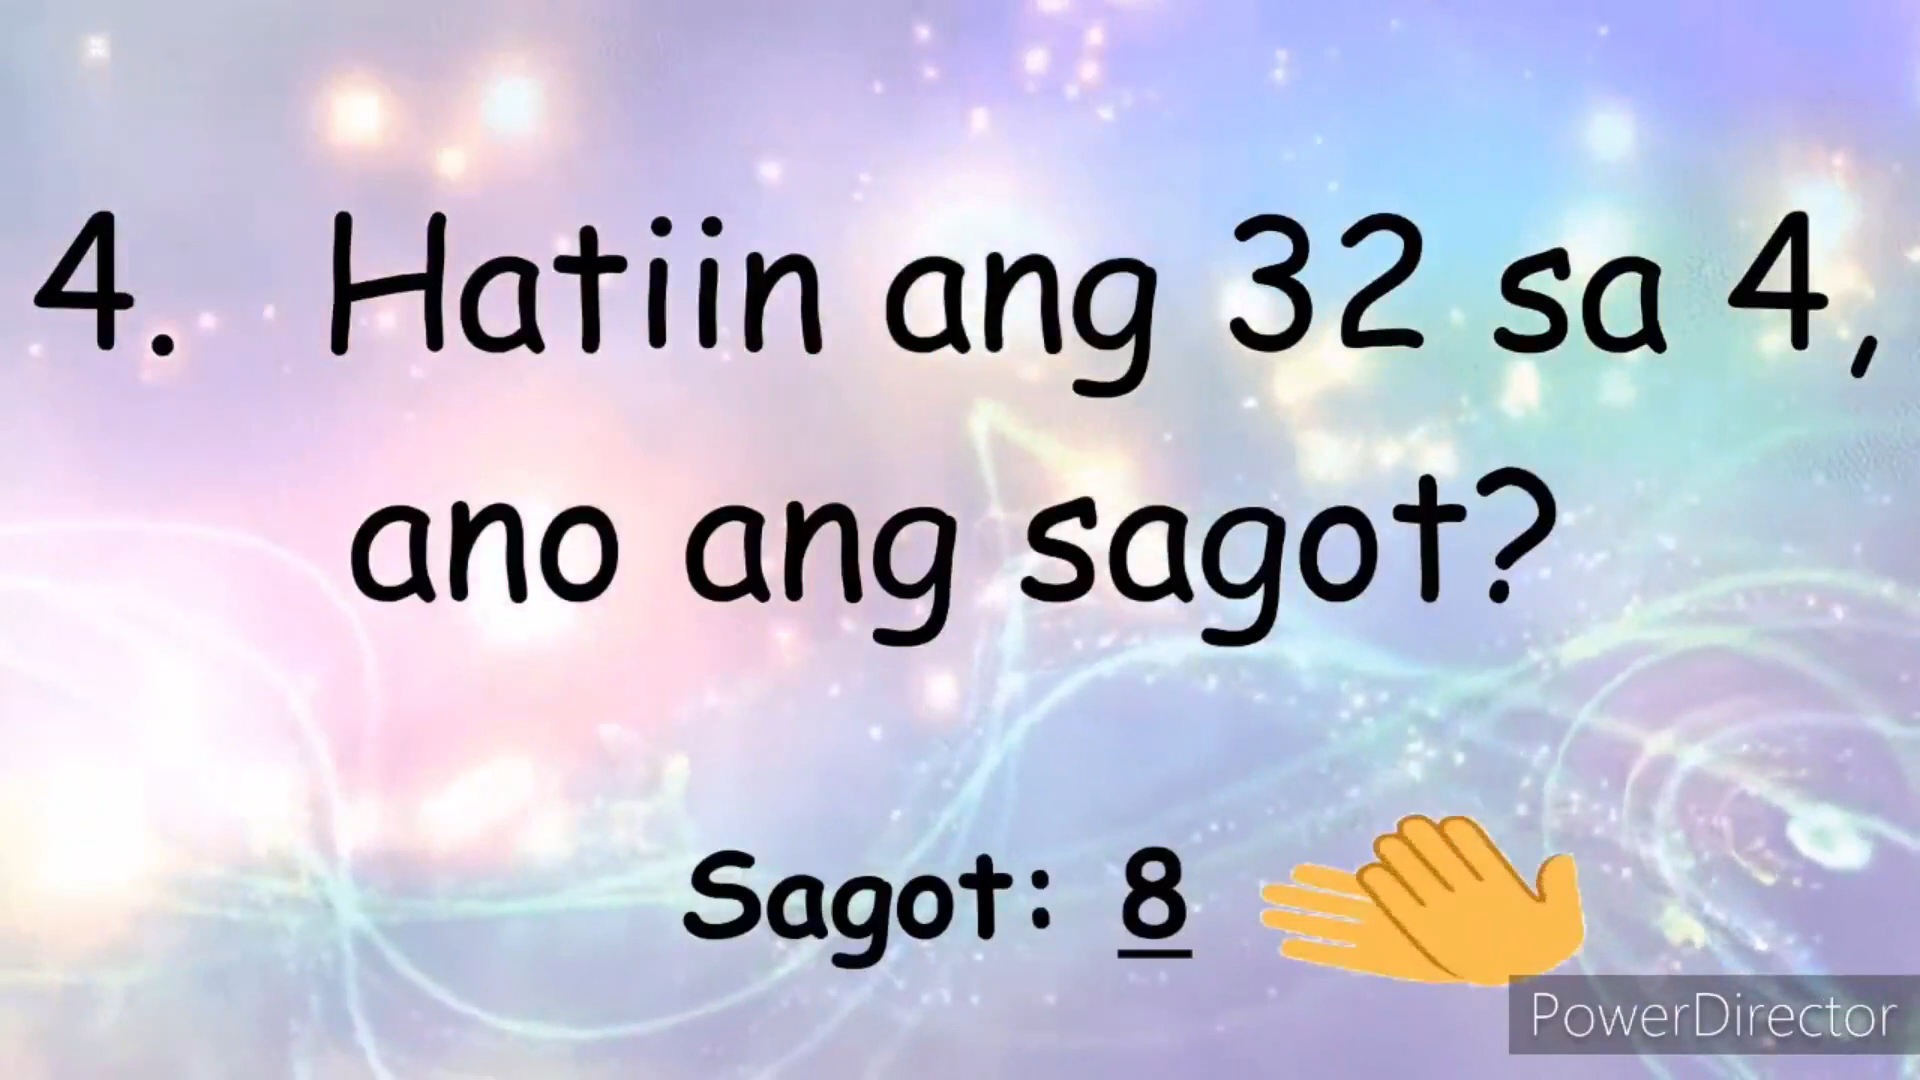 4. Hatiin ang 32 sa 4,
ano ang sagot?
Sagot: 8
PowerDirector